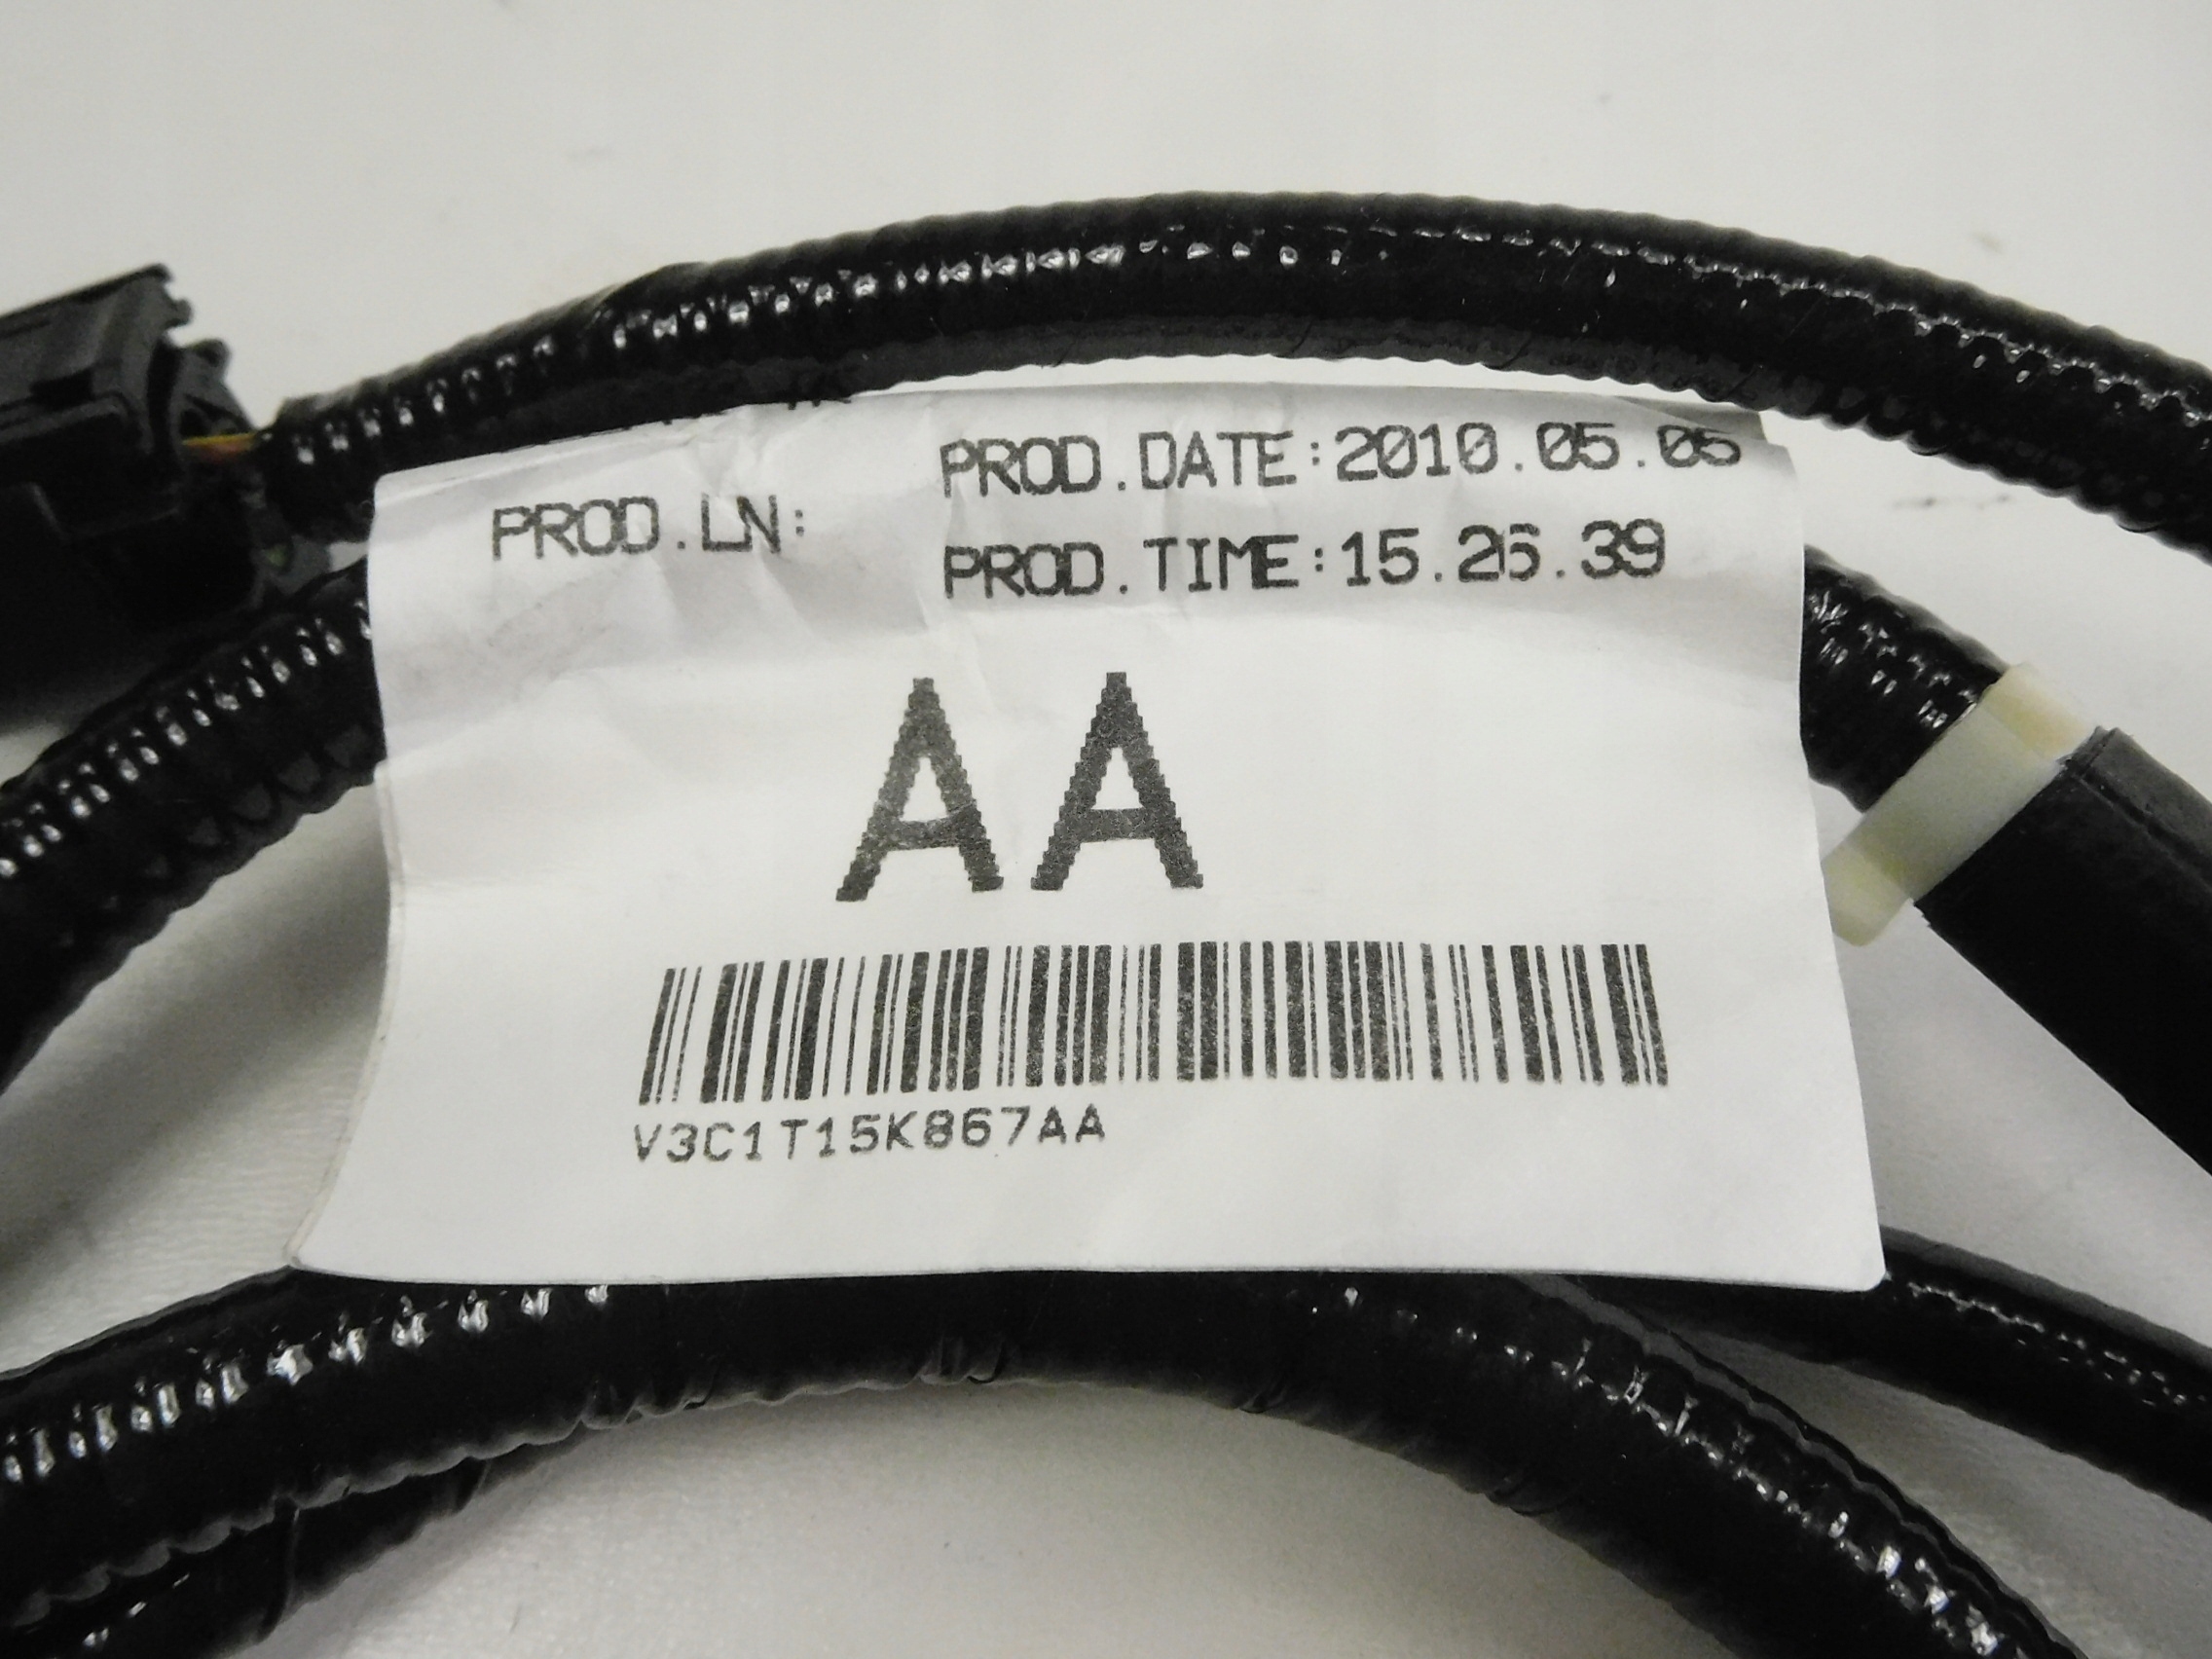 PROD.DATE:2010.05.05
PROD.LN:
PROD.TIME:15.26.39
AA
V3C1T15K867AA